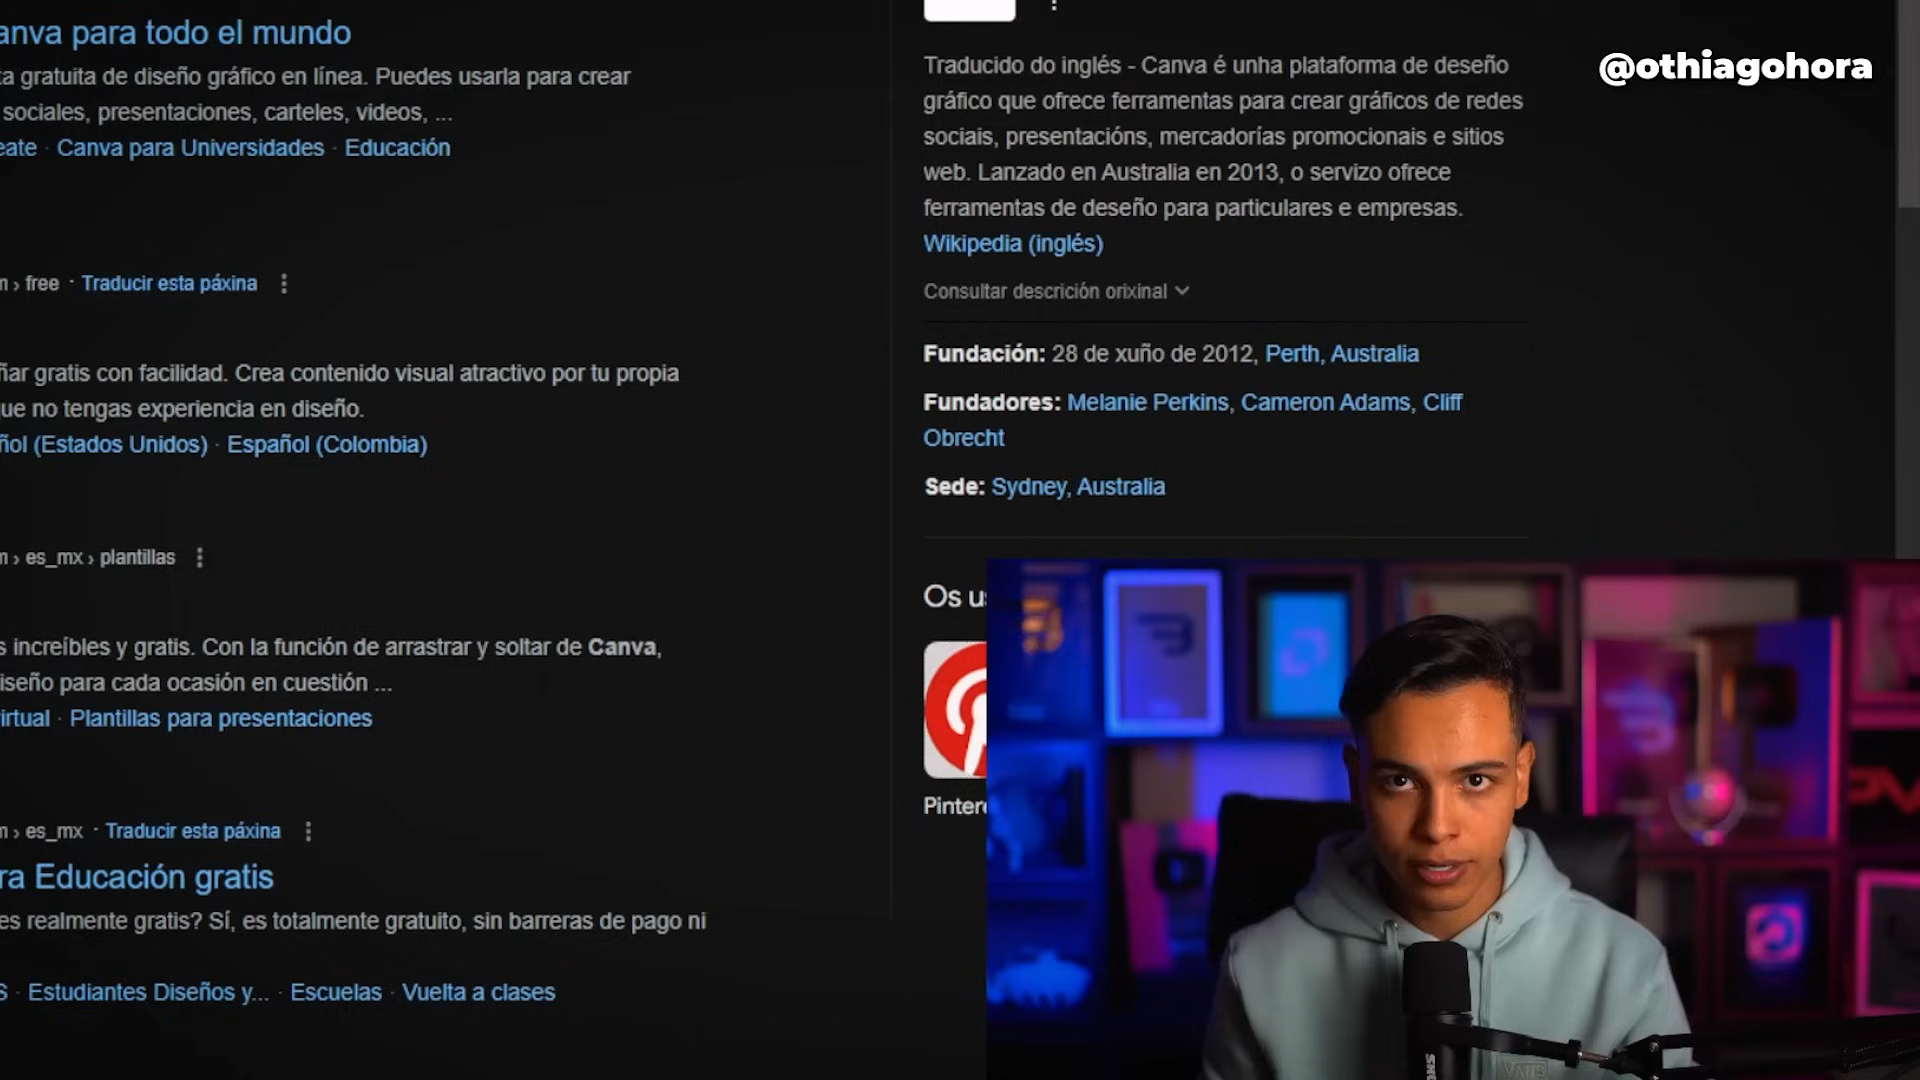 anva para todo el mundo
ta gratuita de diseño gráfico en línea. Puedes usarla para crear
sociales, presentaciones, carteles, videos, ...
eate · Canva para Universidades · Educación
m › free · Traducir esta páxina
ñar gratis con facilidad. Crea contenido visual atractivo por tu propia
ue no tengas experiencia en diseño.
ñol (Estados Unidos) · Español (Colombia)
m › es_mx › plantillas
s increíbles y gratis. Con la función de arrastrar y soltar de Canva,
iseño para cada ocasión en cuestión ...
irtual · Plantillas para presentaciones
m › es_mx · Traducir esta páxina
ra Educación gratis
es realmente gratis? Sí, es totalmente gratuito, sin barreras de pago ni
S · Estudiantes Diseños y... · Escuelas · Vuelta a clases
Traducido do inglés - Canva é unha plataforma de deseño
gráfico que ofrece ferramentas para crear gráficos de redes
sociais, presentacións, mercadorías promocionais e sitios
web. Lanzado en Australia en 2013, o servizo ofrece
ferramentas de deseño para particulares e empresas.
Wikipedia (inglés)
Consultar descrición orixinal
Fundación: 28 de xuño de 2012, Perth, Australia
Fundadores: Melanie Perkins, Cameron Adams, Cliff
Obrecht
Sede: Sydney, Australia
Os us
Pintere
@othiagohora
VANS